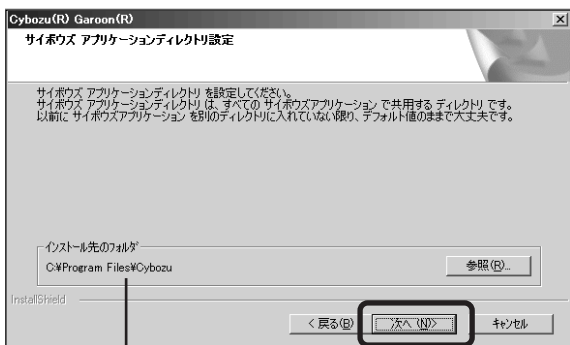 Cybozu(R) Garoon(R)
サイボウズ アプリケーションディレクトリ設定
サイボウズ アプリケーションディレクトリ を設定してください。
サイボウズ アプリケーションディレクトリ は、すべての サイボウズアプリケーション で共用する ディレクトリ です。
以前に サイボウズアプリケーション を別のディレクトリに入れていない限り、デフォルト値のままで大丈夫です。
インストール先のフォルダ
C:¥Program Files¥Cybozu
参照(R)...
InstallShield
< 戻る(B)
次へ (N)>
キャンセル